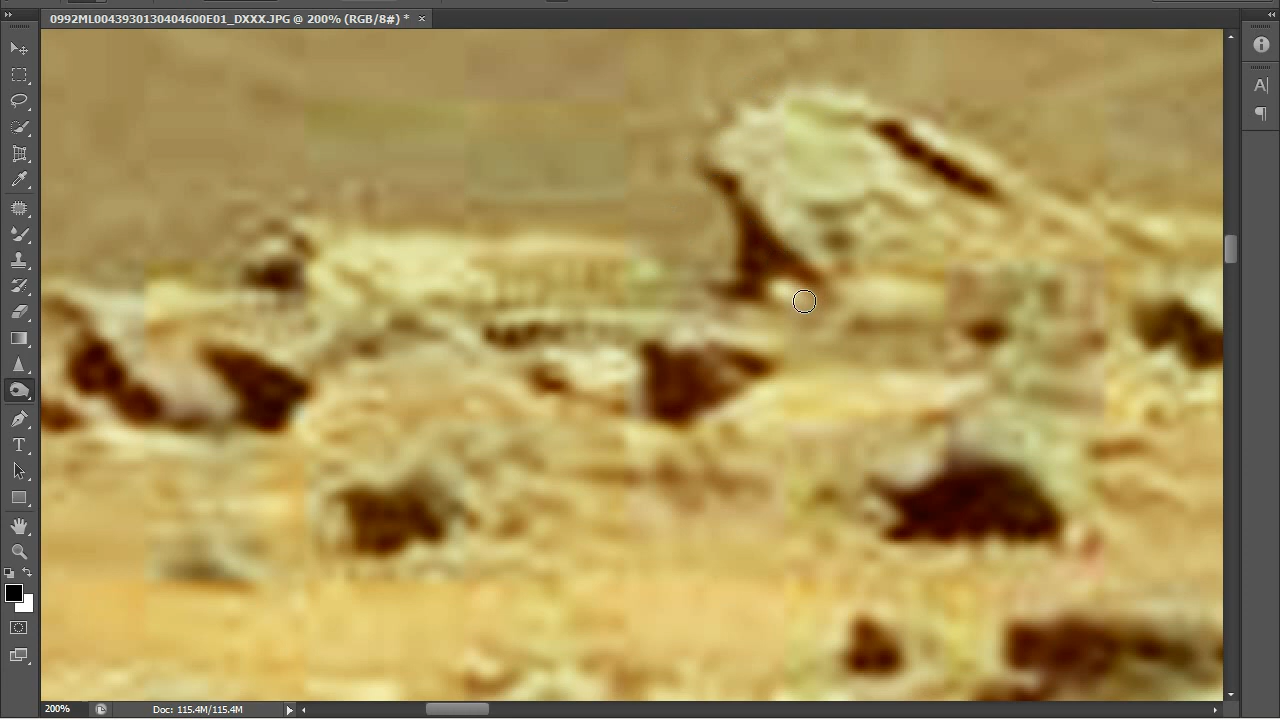 0992ML0043930130404600E01_DXXX.JPG @ 200% (RGB/8#) * ×
A
T
200% Doc: 115.4M/115.4M